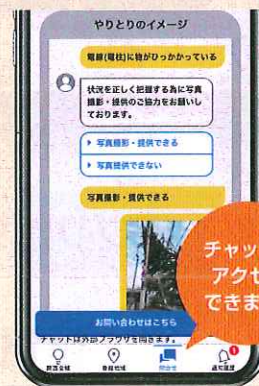 やりとりのイメージ
電線(電柱)に物がひっかかっている
状況を正しく把握する為に写真
撮影・提供のご協力をお願いし
ております。
写真撮影・提供できる
写真提供できない
写真撮影・提供できる
チャッ
アクセ
できま
お問い合わせはこちら
チャットは外部ブラウザを開きます。
問合せ
通知履歴